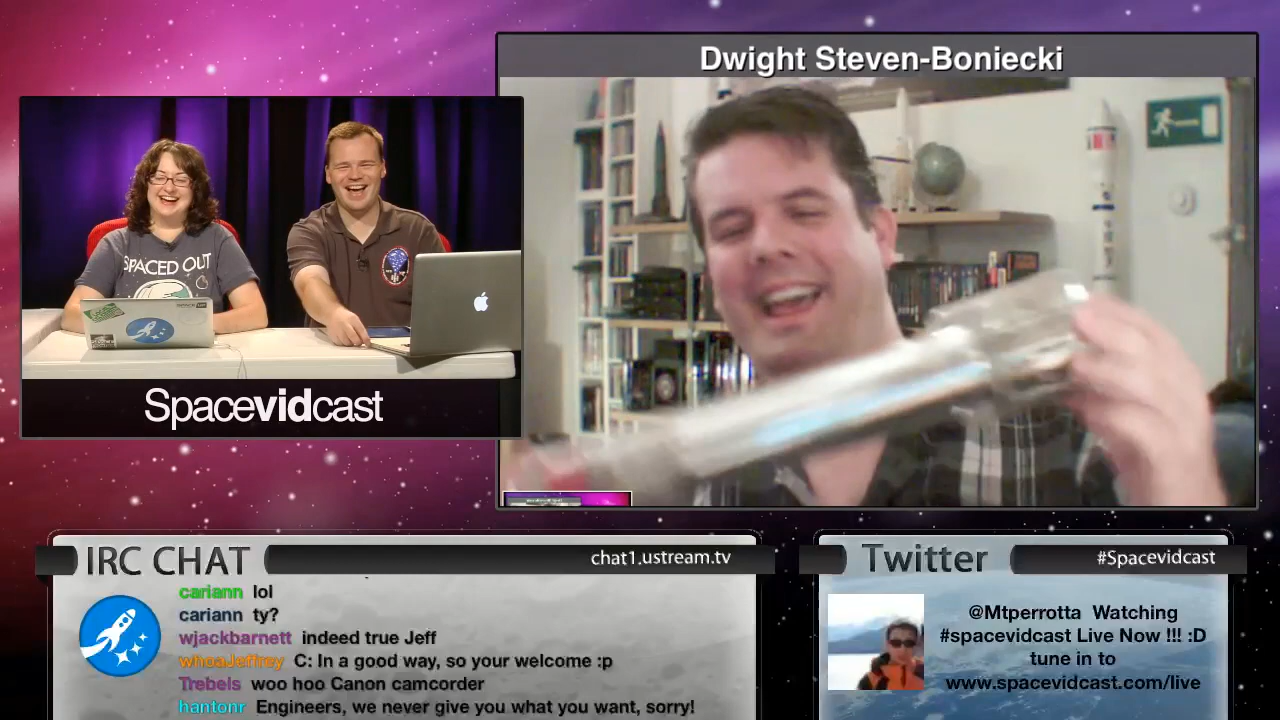 Dwight Steven-Boniecki
SPACED OUT
Spacevidcast
IRC CHAT
chat1.ustream.tv
cariann lol
cariann ty?
wjackbarnett indeed true Jeff
whoaJeffrey C: In a good way, so your welcome :p
Trebels woo hoo Canon camcorder
hantonr Engineers, we never give you what you want, sorry!
Twitter
#Spacevidcast
@Mtperrotta Watching
#spacevidcast Live Now !!! :D
tune in to
www.spacevidcast.com/live